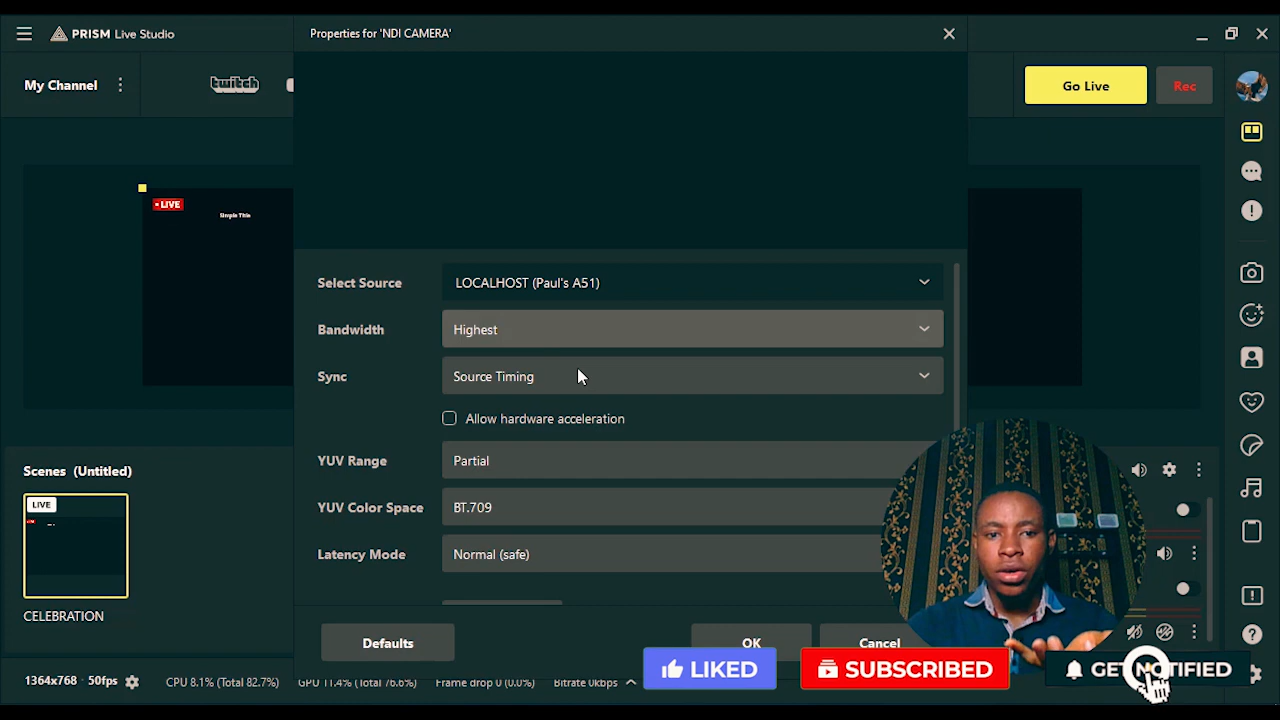 PRISM Live Studio
Properties for 'NDI CAMERA'
My Channel
twitch
Go Live
Rec
LIVE
Simple Title
Select Source
LOCALHOST (Paul's A51)
Bandwidth
Highest
Sync
Source Timing
Allow hardware acceleration
YUV Range
Partial
YUV Color Space
BT.709
Latency Mode
Normal (safe)
Scenes (Untitled)
LIVE
CELEBRATION
Defaults
OK
Cancel
LIKED
SUBSCRIBED
GET NOTIFIED
1364x768 · 50fps
CPU 8.1% (Total 82.7%)
GPU 11.4% (Total 76.6%)
Frame drop 0 (0.0%)
Bitrate 0kbps